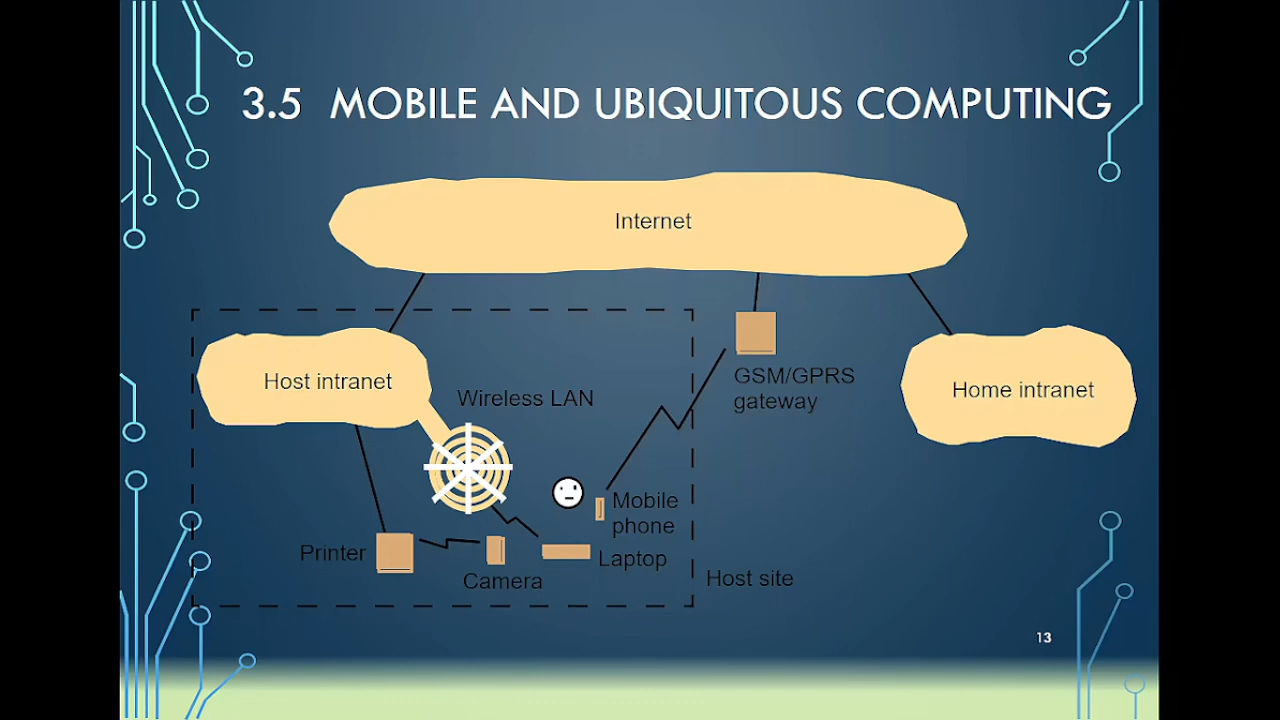 3.5 MOBILE AND UBIQUITOUS COMPUTING
Internet
Host intranet
Wireless LAN
GSM/GPRS
gateway
Home intranet
Mobile
phone
Printer
Camera
Laptop
Host site
13